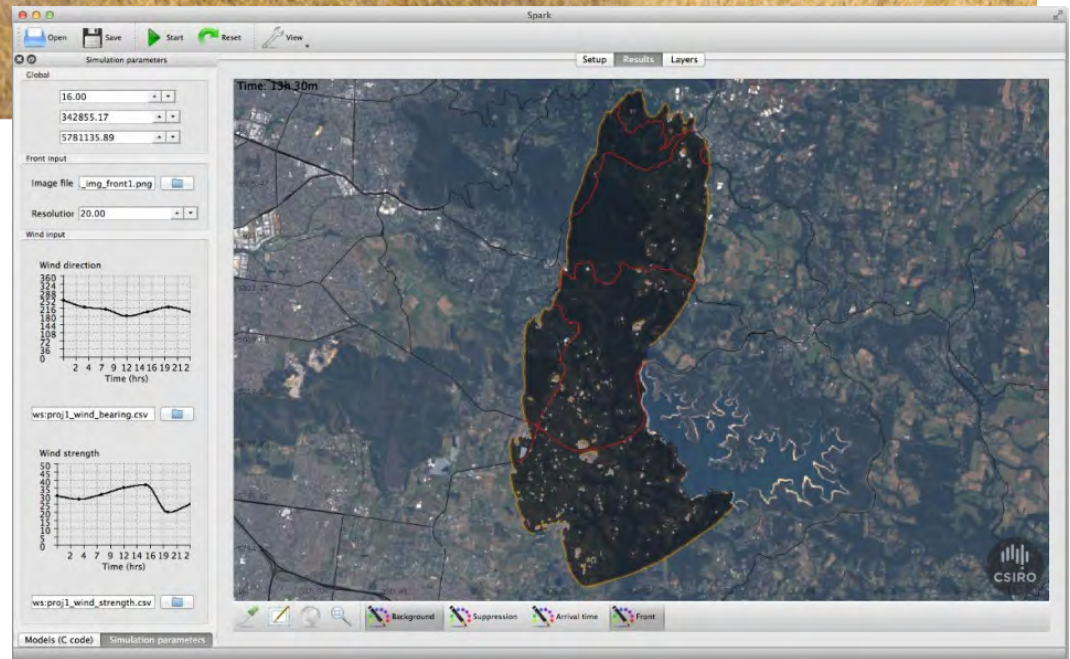 Spark
Open Save Start Reset View
Simulation parameters
Setup Results Layers
Global
Time: 13h 30m
16.00
342855.17
5781135.89
Front input
Image file _img_front1.png
Resolution 20.00
Wind input
Wind direction
360
324
288
252
216
180
144
108
72
36
0
2 4 7 9 12 14 16 19 21 2
Time (hrs)
ws:proj1_wind_bearing.csv
Wind strength
50
45
40
35
30
25
20
15
10
5
0
2 4 7 9 12 14 16 19 21 2
Time (hrs)
ws:proj1_wind_strength.csv
CSIRO
Background Suppression Arrival time Front
Models (C code) Simulation parameters